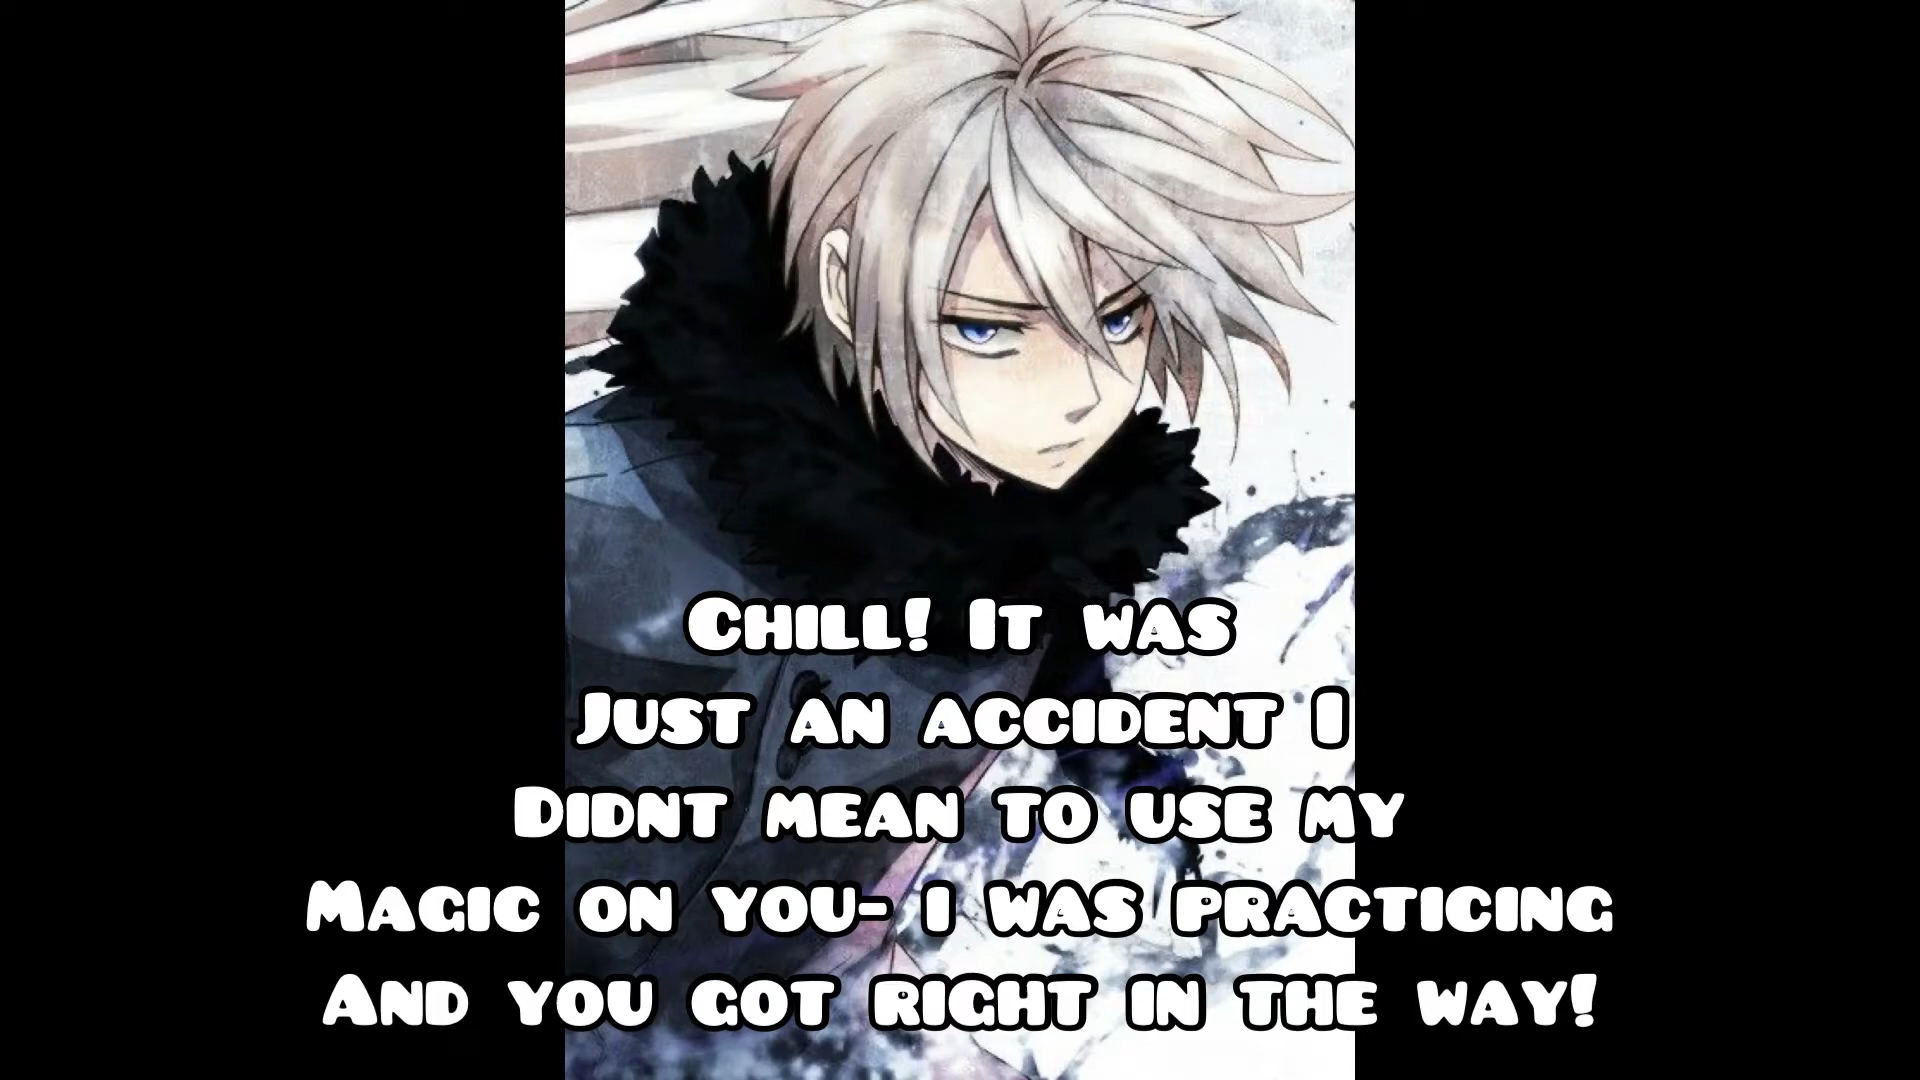 Chill! It was
Just an accident I
Didnt mean to use my
Magic on you- i was practicing
And you got right in the way!